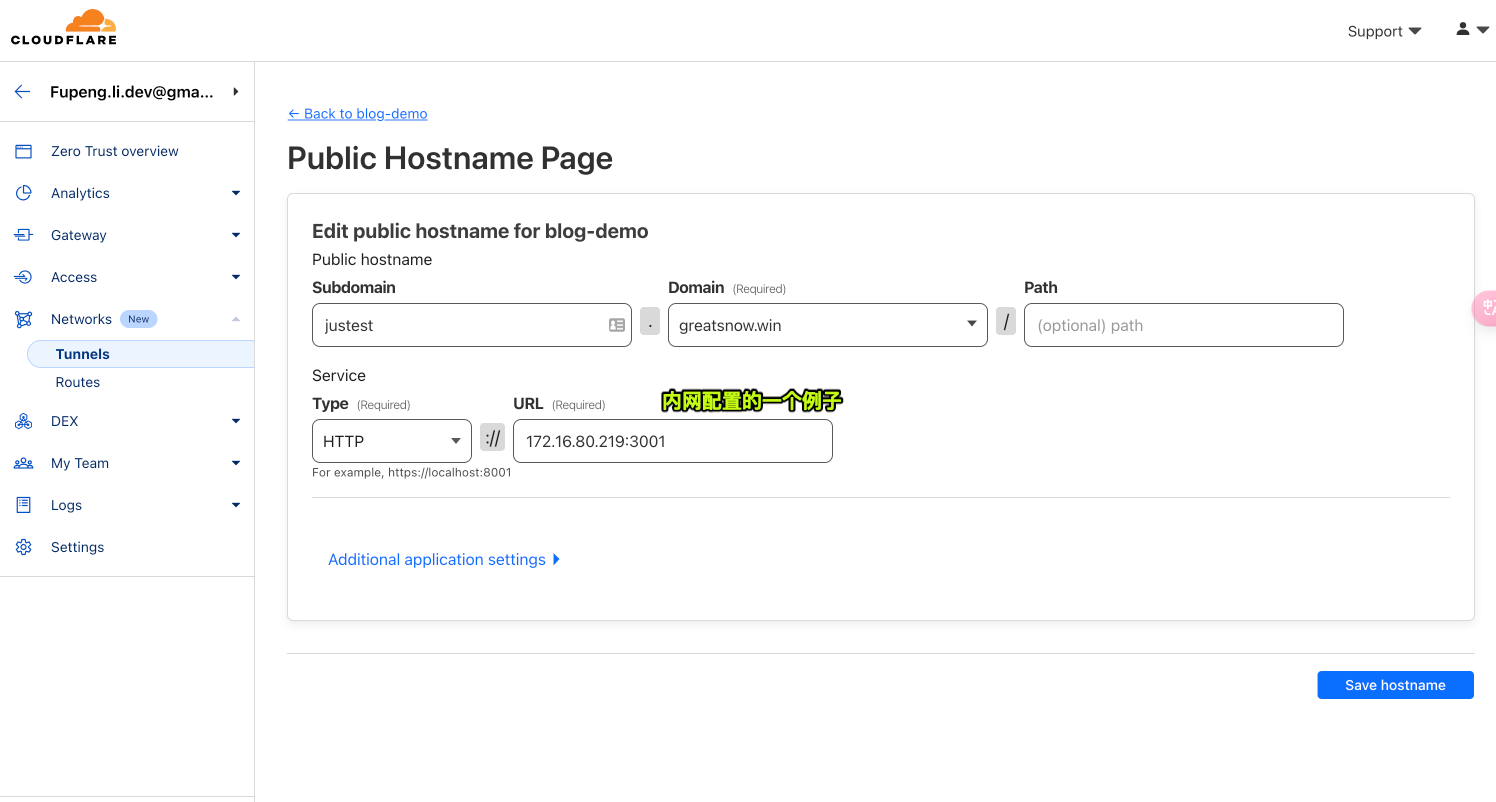 CLOUDFLARE
Support
Fupeng.li.dev@gma...
Zero Trust overview
Analytics
Gateway
Access
Networks New
Tunnels
Routes
DEX
My Team
Logs
Settings
← Back to blog-demo
Public Hostname Page
Edit public hostname for blog-demo
Public hostname
Subdomain Domain (Required) Path
justest . greatsnow.win / (optional) path
Service
Type (Required) URL (Required) 内网配置的一个例子
HTTP :// 172.16.80.219:3001
For example, https://localhost:8001
Additional application settings
Save hostname